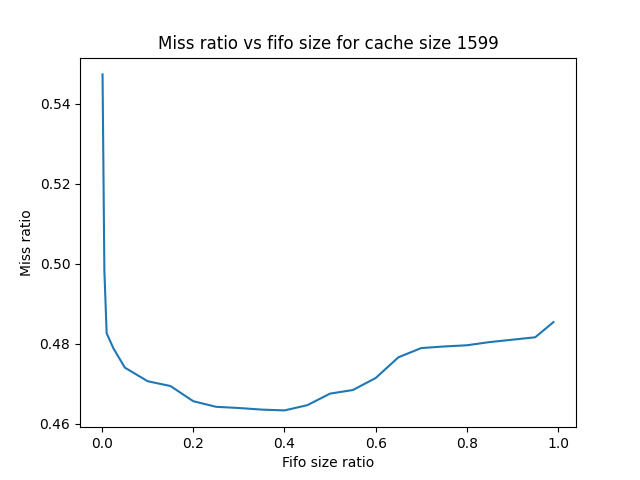 Miss ratio vs fifo size for cache size 1599
0.54
0.52
0.50
0.48
0.46
Miss ratio
0.0 0.2 0.4 0.6 0.8 1.0
Fifo size ratio